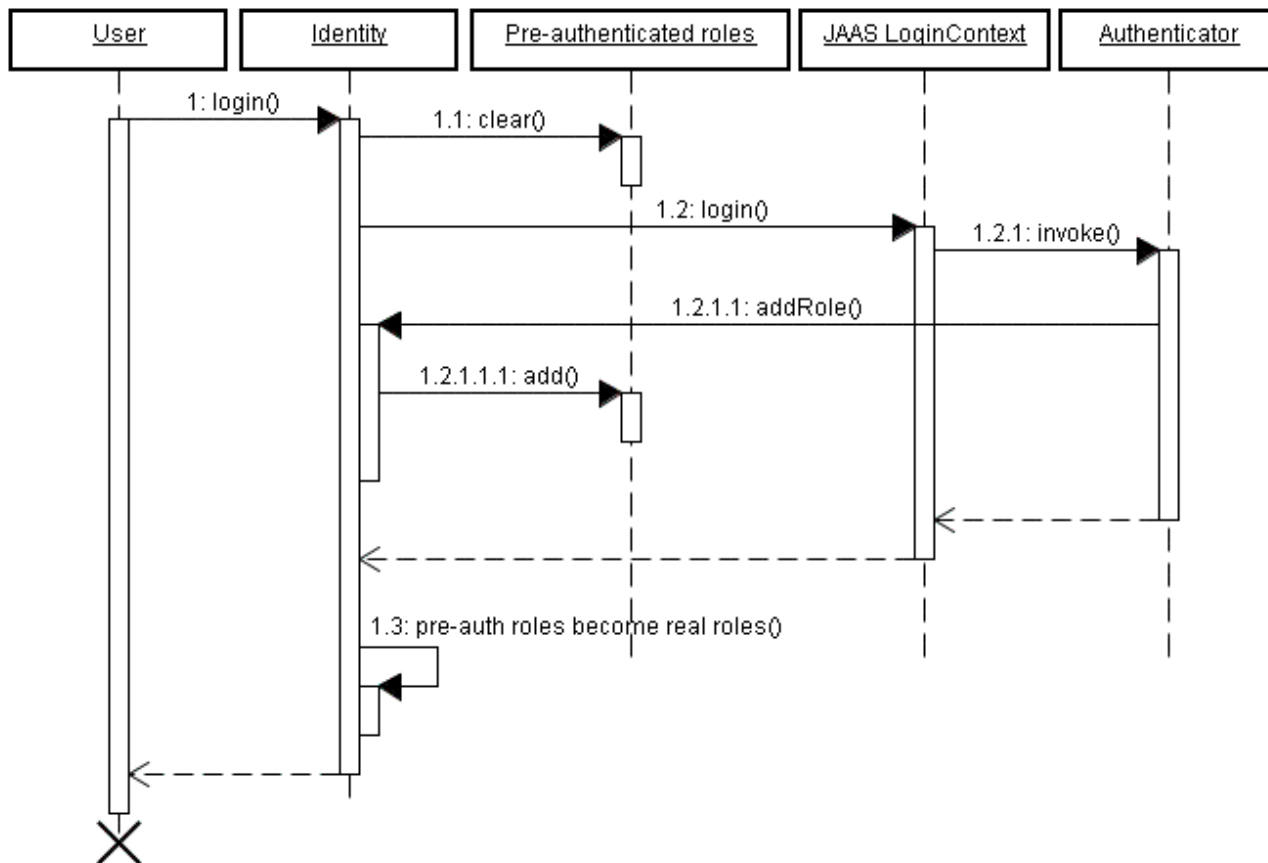 User
Identity
Pre-authenticated roles
JAAS LoginContext
Authenticator
1: login()
1.1: clear()
1.2: login()
1.2.1: invoke()
1.2.1.1: addRole()
1.2.1.1.1: add()
1.3: pre-auth roles become real roles()